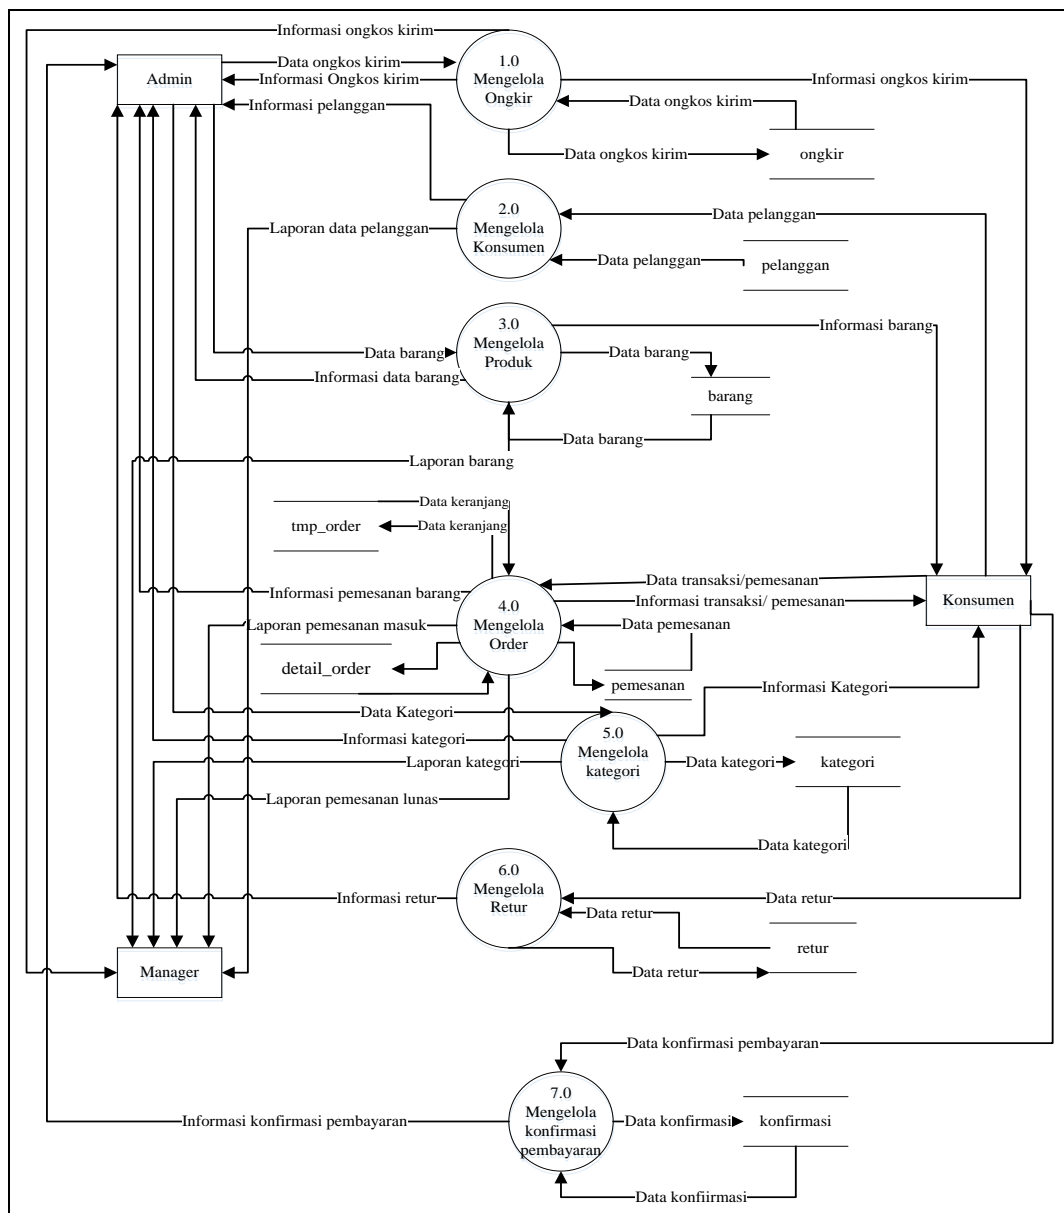 Informasi ongkos kirim
Admin
Data ongkos kirim
Informasi Ongkos kirim
Informasi pelanggan
1.0
Mengelola
Ongkir
Informasi ongkos kirim
Data ongkos kirim
Data ongkos kirim
ongkir
2.0
Mengelola
Konsumen
Laporan data pelanggan
Data pelanggan
Data pelanggan
pelanggan
3.0
Mengelola
Produk
Informasi barang
Data barang
Informasi data barang
Data barang
barang
Data barang
Laporan barang
Data keranjang
tmp_order
Data keranjang
Informasi pemesanan barang
Laporan pemesanan masuk
4.0
Mengelola
Order
Data transaksi/pemesanan
Informasi transaksi/ pemesanan
Data pemesanan
Konsumen
detail_order
pemesanan
Informasi Kategori
Data Kategori
Informasi kategori
Laporan kategori
5.0
Mengelola
kategori
Data kategori
kategori
Laporan pemesanan lunas
Data kategori
6.0
Mengelola
Retur
Informasi retur
Data retur
Data retur
retur
Data retur
Manager
Data konfirmasi pembayaran
7.0
Mengelola
konfirmasi
pembayaran
Informasi konfirmasi pembayaran
Data konfirmasi
konfirmasi
Data konfiirmasi